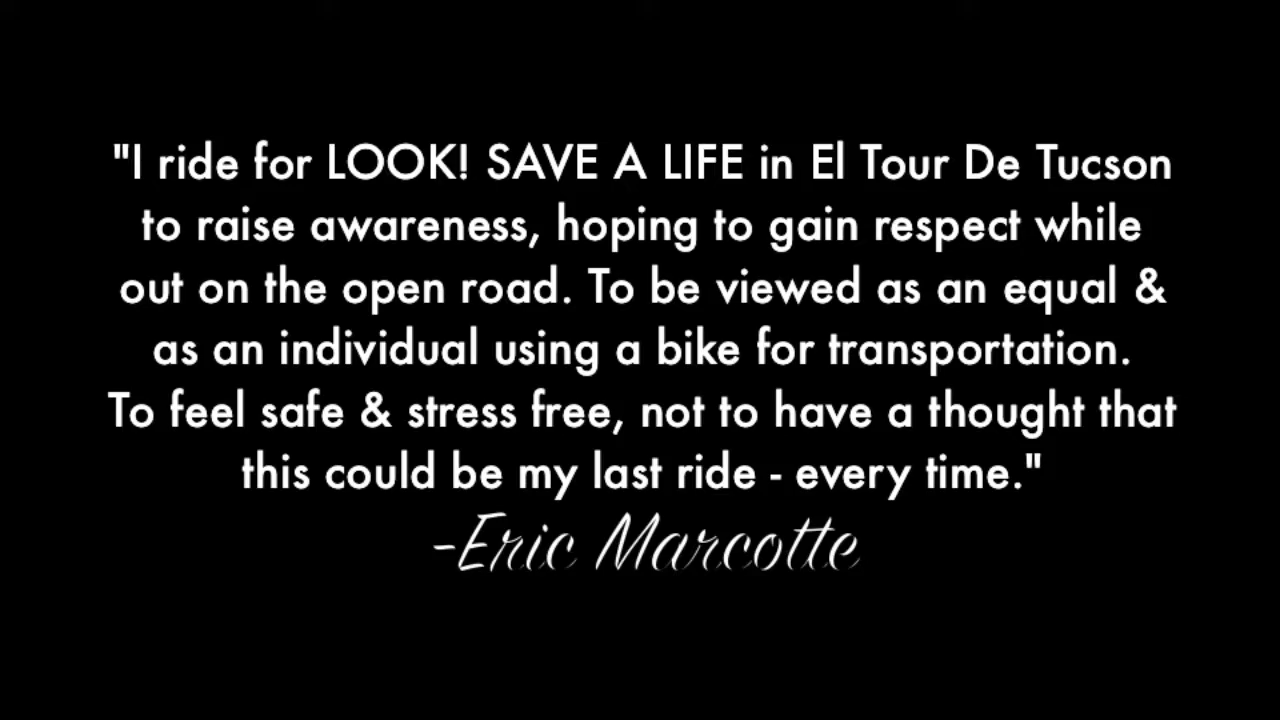 "I ride for LOOK! SAVE A LIFE in El Tour De Tucson
to raise awareness, hoping to gain respect while
out on the open road. To be viewed as an equal &
as an individual using a bike for transportation.
To feel safe & stress free, not to have a thought that
this could be my last ride - every time."
-Eric Marcotte